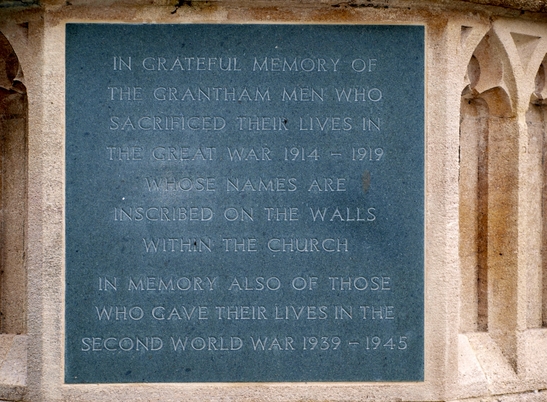 IN GRATEFUL MEMORY OF
THE GRANTHAM MEN WHO
SACRIFICED THEIR LIVES IN
THE GREAT WAR 1914 – 1919
WHOSE NAMES ARE
INSCRIBED ON THE WALLS
WITHIN THE CHURCH
IN MEMORY ALSO OF THOSE
WHO GAVE THEIR LIVES IN THE
SECOND WORLD WAR 1939 – 1945